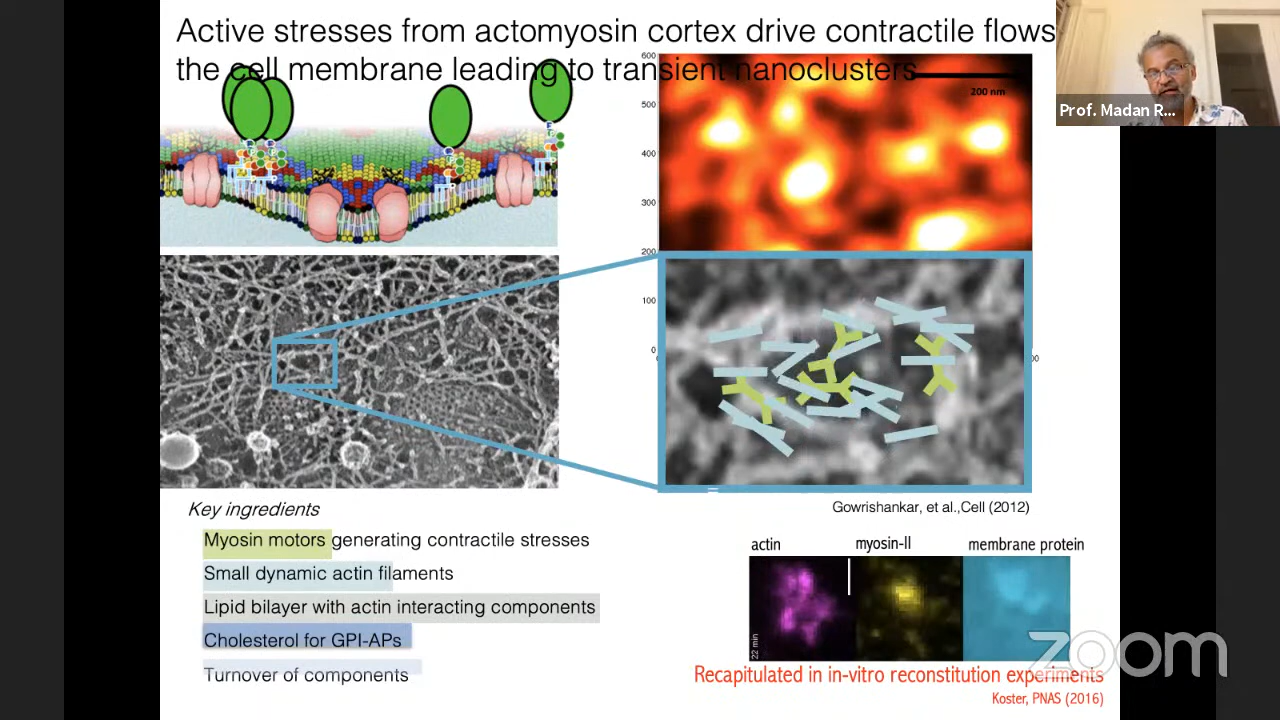 Active stresses from actomyosin cortex drive contractile flows
the cell membrane leading to transient nanoclusters
Prof. Madan R...
600
200 nm
500
400
300
200
100
0
00
Gowrishankar, et al.,Cell (2012)
Key ingredients
Myosin motors generating contractile stresses
Small dynamic actin filaments
Lipid bilayer with actin interacting components
Cholesterol for GPI-APs
Turnover of components
actin
myosin-II
membrane protein
22 min
zoom
Recapitulated in in-vitro reconstitution experiments
Koster, PNAS (2016)